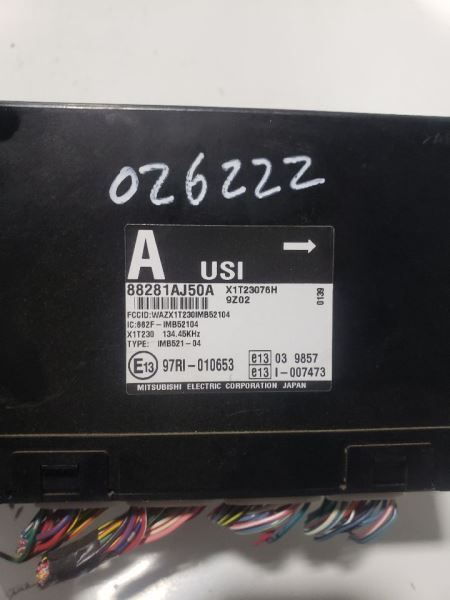 026222
A USI
88281AJ50A X1T23076H
9Z02
0139
FCCID:WAZX1T230IMB52104
IC:662F-IMB52104
X1T230 134.45KHz
TYPE: IMB521-04
E13 97RI-010653 e13 03 9857
e13 I-007473
MITSUBISHI ELECTRIC CORPORATION JAPAN